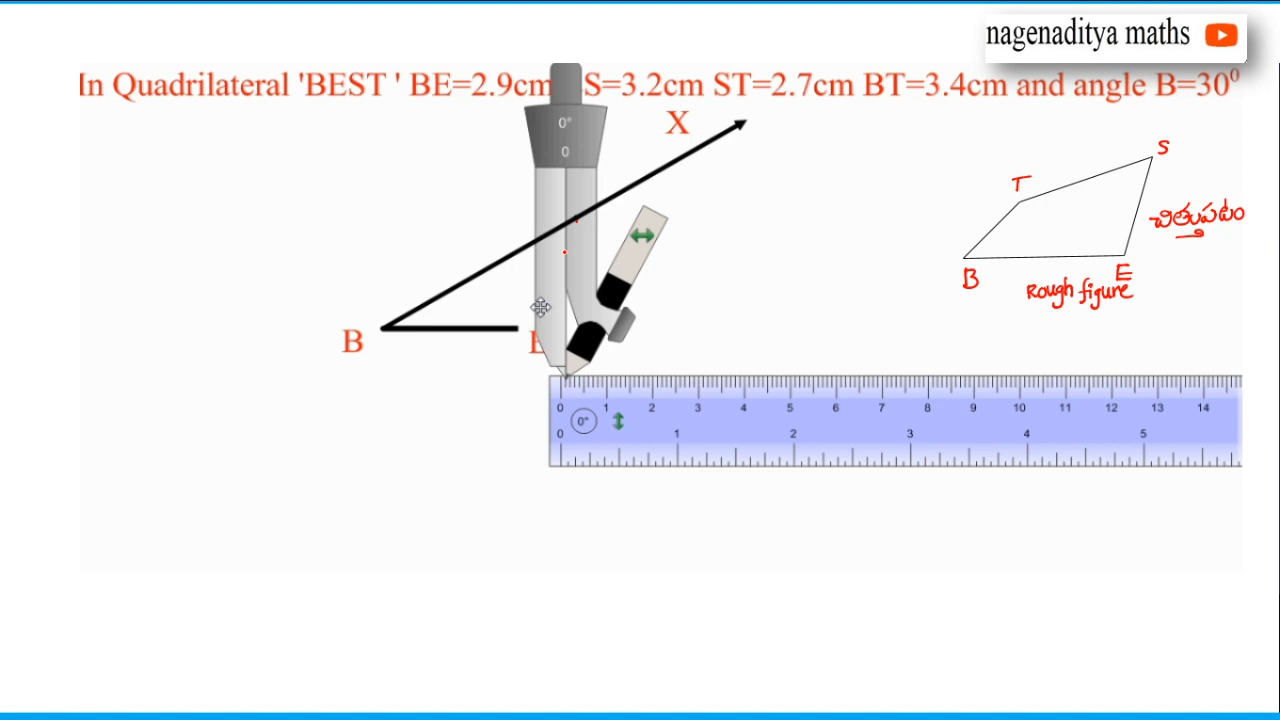 nagenaditya maths
In Quadrilateral 'BEST ' BE=2.9cm S=3.2cm ST=2.7cm BT=3.4cm and angle B=30⁰
X
0°
0
S
T
చిత్తుపటం
B
E
Rough figure
B
0 1 2 3 4 5 6 7 8 9 10 11 12 13 14
0°
0 1 2 3 4 5